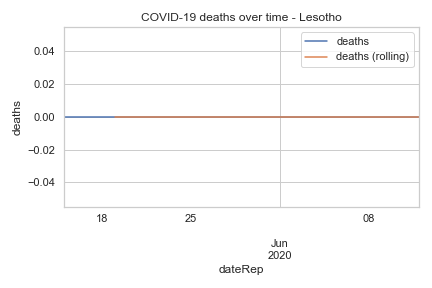 COVID-19 deaths over time - Lesotho
deaths
deaths (rolling)
deaths
0.04
0.02
0.00
−0.02
−0.04
18
25
08
Jun
2020
dateRep